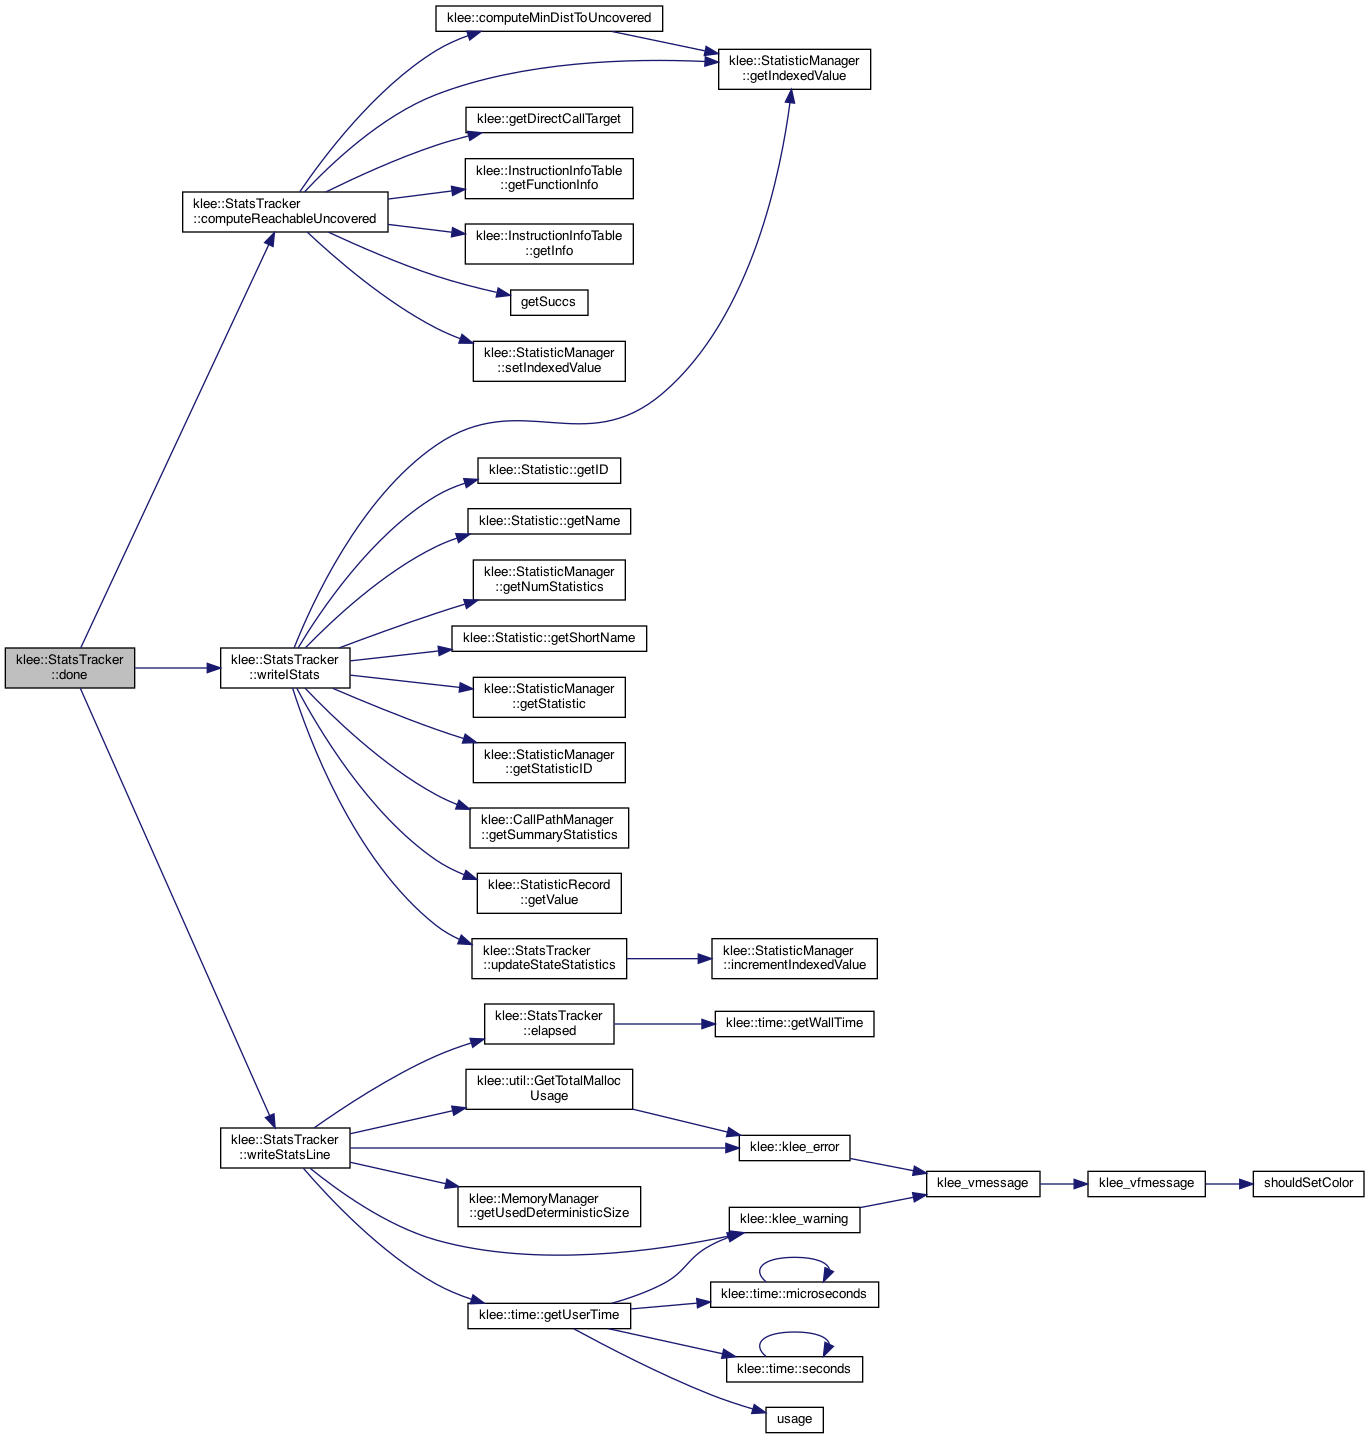 klee::computeMinDistToUncovered
klee::StatisticManager
::getIndexedValue
klee::getDirectCallTarget
klee::InstructionInfoTable
::getFunctionInfo
klee::StatsTracker
::computeReachableUncovered
klee::InstructionInfoTable
::getInfo
getSuccs
klee::StatisticManager
::setIndexedValue
klee::Statistic::getID
klee::Statistic::getName
klee::StatisticManager
::getNumStatistics
klee::Statistic::getShortName
klee::StatsTracker
::done
klee::StatsTracker
::writeIStats
klee::StatisticManager
::getStatistic
klee::StatisticManager
::getStatisticID
klee::CallPathManager
::getSummaryStatistics
klee::StatisticRecord
::getValue
klee::StatsTracker
::updateStateStatistics
klee::StatisticManager
::incrementIndexedValue
klee::StatsTracker
::elapsed
klee::time::getWallTime
klee::util::GetTotalMalloc
Usage
klee::StatsTracker
::writeStatsLine
klee::klee_error
klee_vmessage
klee_vfmessage
shouldSetColor
klee::MemoryManager
::getUsedDeterministicSize
klee::klee_warning
klee::time::microseconds
klee::time::getUserTime
klee::time::seconds
usage